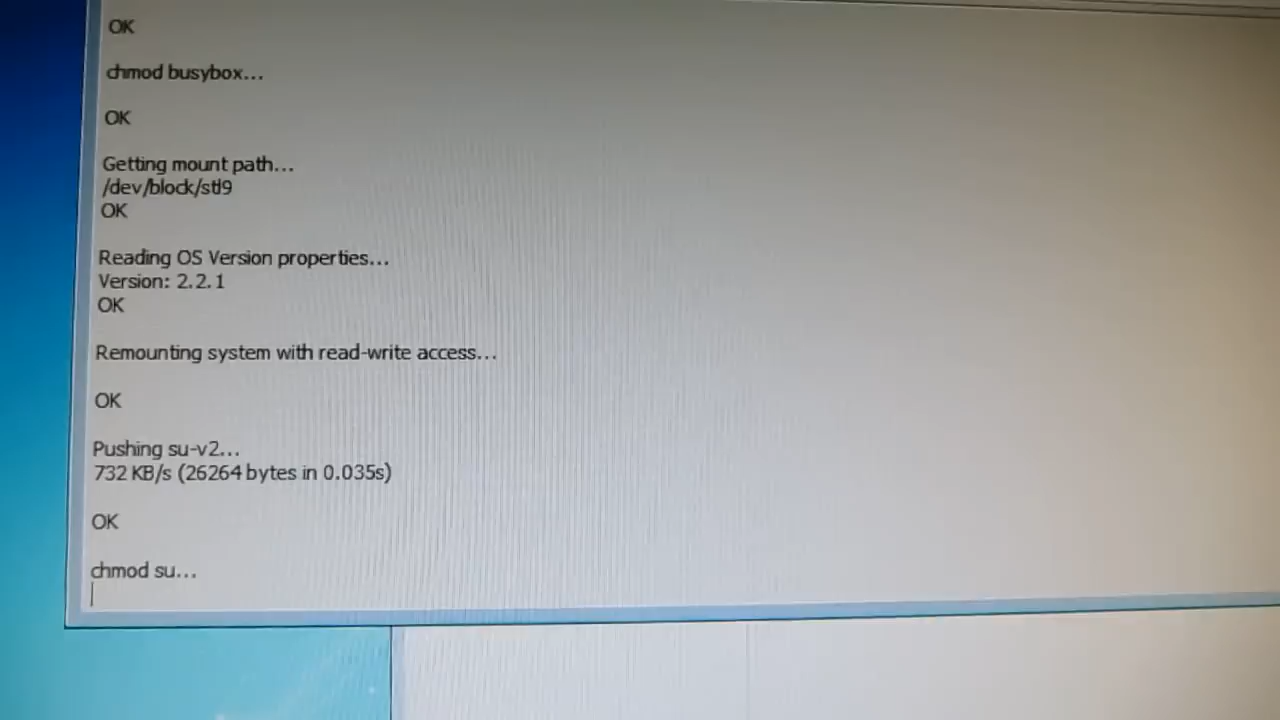 OK
chmod busybox...
OK
Getting mount path...
/dev/block/stl9
OK
Reading OS Version properties...
Version: 2.2.1
OK
Remounting system with read-write access...
OK
Pushing su-v2...
732 KB/s (26264 bytes in 0.035s)
OK
chmod su...